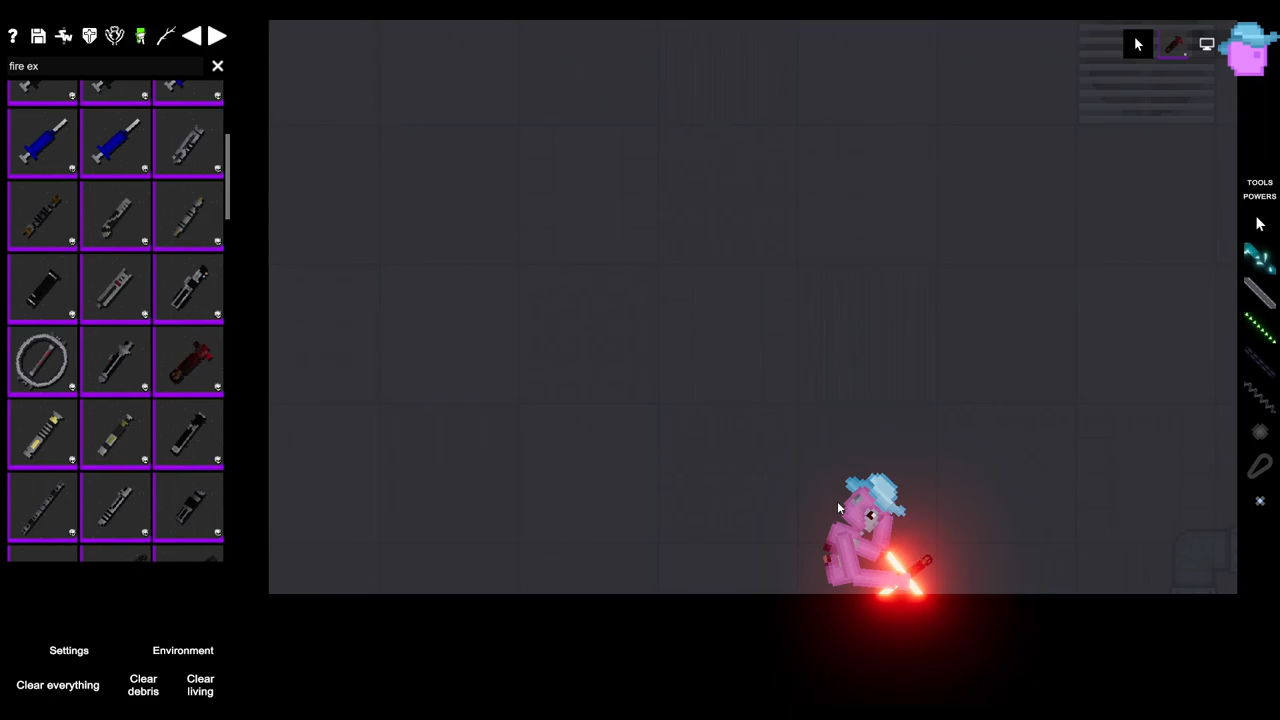 ?
fire ex
TOOLS
POWERS
Settings
Environment
Clear everything
Clear
debris
Clear
living